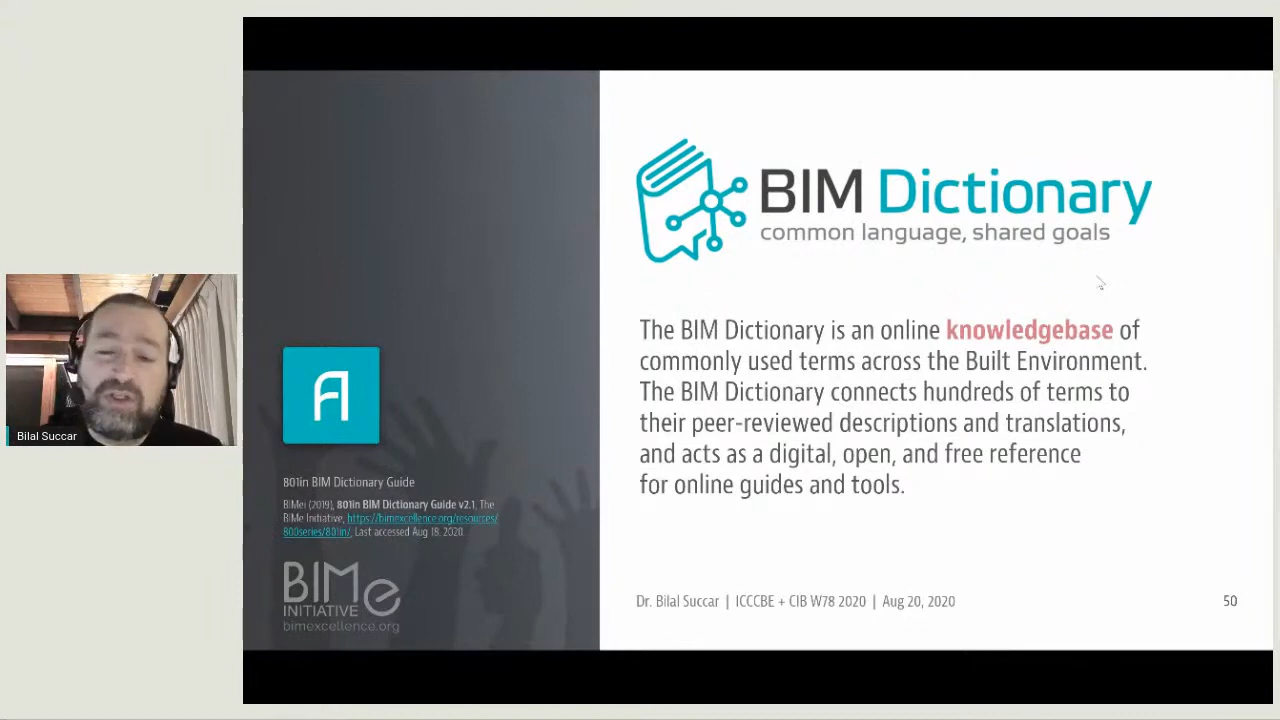 Bilal Succar
801in BIM Dictionary Guide
BIMei (2019), 801in BIM Dictionary Guide v2.1, The
BIMe Initiative, https://bimexcellence.org/resources/
800series/801in/, Last accessed Aug 18, 2020.
BIMe
INITIATIVE
bimexcellence.org
BIM Dictionary
common language, shared goals
The BIM Dictionary is an online knowledgebase of
commonly used terms across the Built Environment.
The BIM Dictionary connects hundreds of terms to
their peer-reviewed descriptions and translations,
and acts as a digital, open, and free reference
for online guides and tools.
Dr. Bilal Succar | ICCCBE + CIB W78 2020 | Aug 20, 2020
50